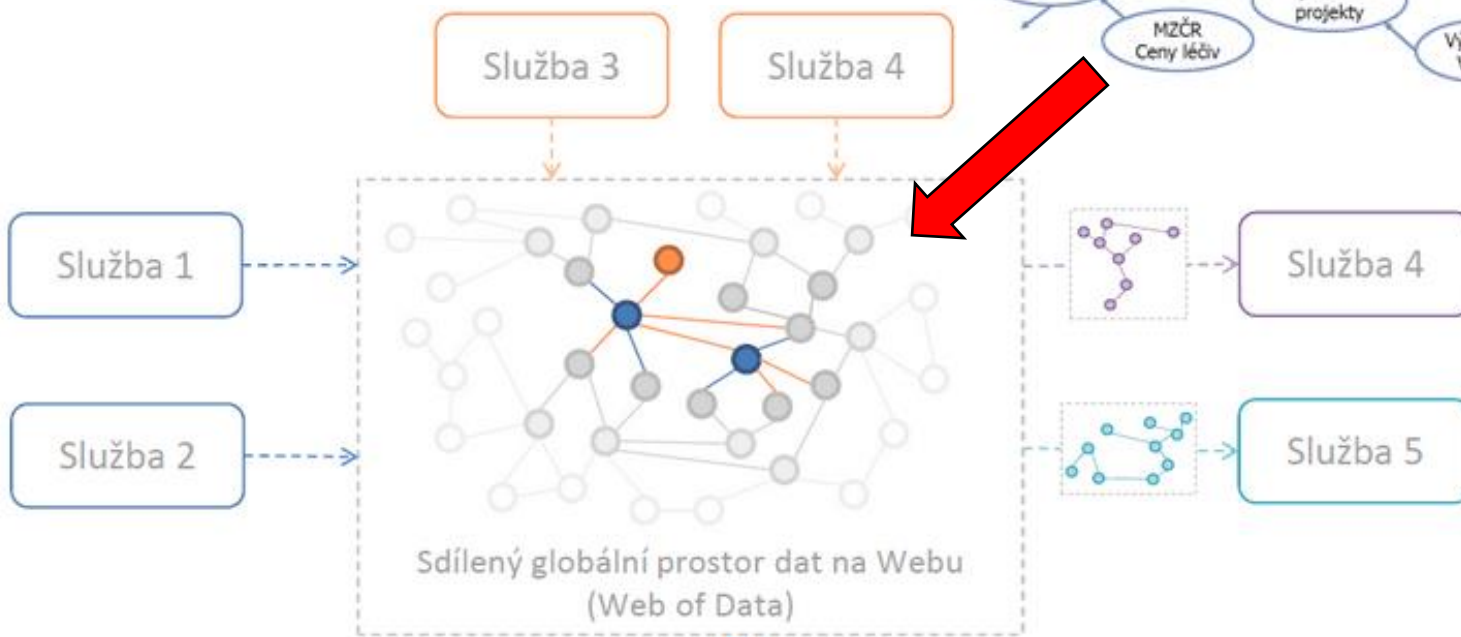 projekty
MZČR
Ceny léčiv
Služba 3
Služba 4
Služba 1
Služba 4
Služba 2
Služba 5
Sdílený globální prostor dat na Webu
(Web of Data)